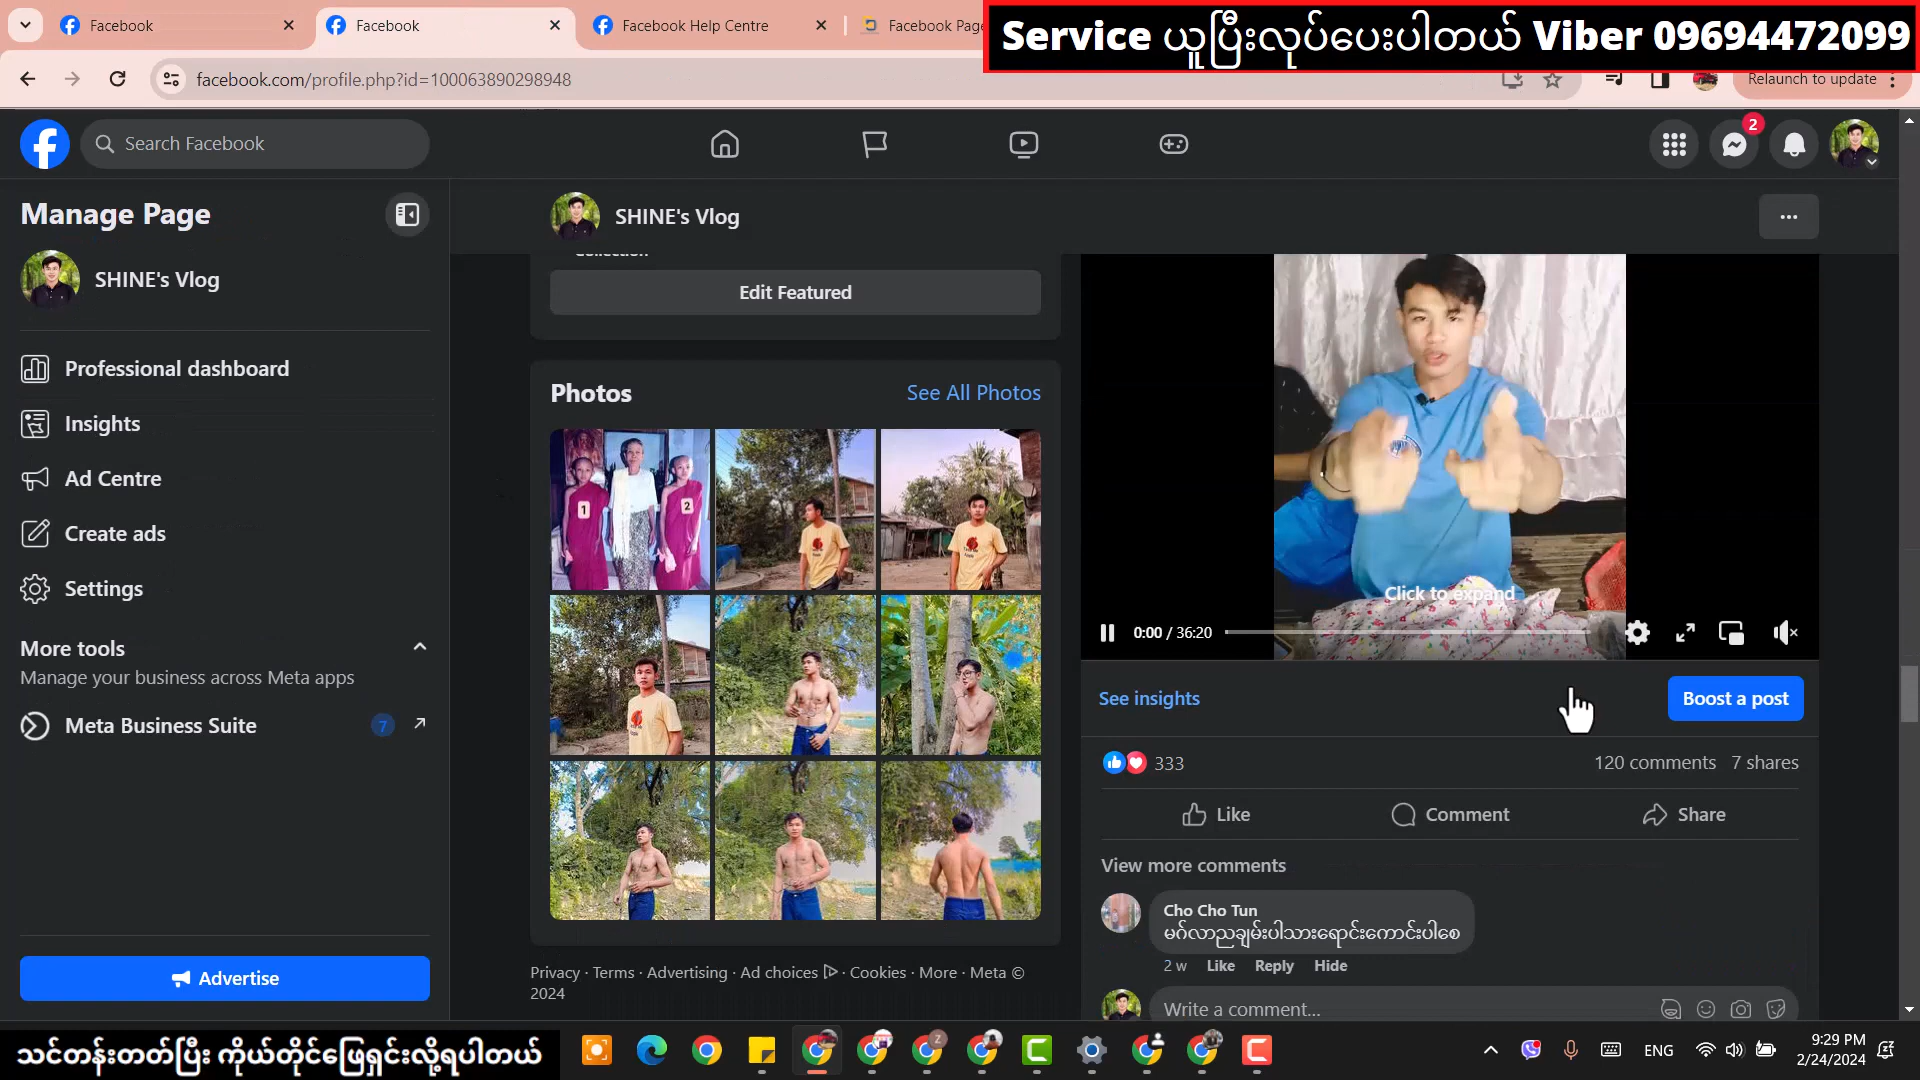 Facebook
Facebook
Facebook Help Centre
Facebook Pag
Service ယူပြီးလုပ်ပေးပါတယ် Viber 09694472099
facebook.com/profile.php?id=100063890298948
Relaunch to update
Search Facebook
2
Manage Page
SHINE's Vlog
SHINE's Vlog
Professional dashboard
Insights
Ad Centre
Create ads
Settings
More tools
Manage your business across Meta apps
Meta Business Suite
7
Advertise
Collection
Edit Featured
Photos
See All Photos
1
2
Privacy · Terms · Advertising · Ad choices · Cookies · More · Meta ©
2024
Click to expand
0:00 / 36:20
See insights
Boost a post
333
120 comments 7 shares
Like
Comment
Share
View more comments
Cho Cho Tun
မဂ်လာညချမ်းပါသားရောင်းကောင်းပါစေ
2 w Like Reply Hide
Write a comment...
သင်တန်းတတ်ပြီး ကိုယ်တိုင်ဖြေရှင်းလို့ရပါတယ်
ENG
9:29 PM
2/24/2024